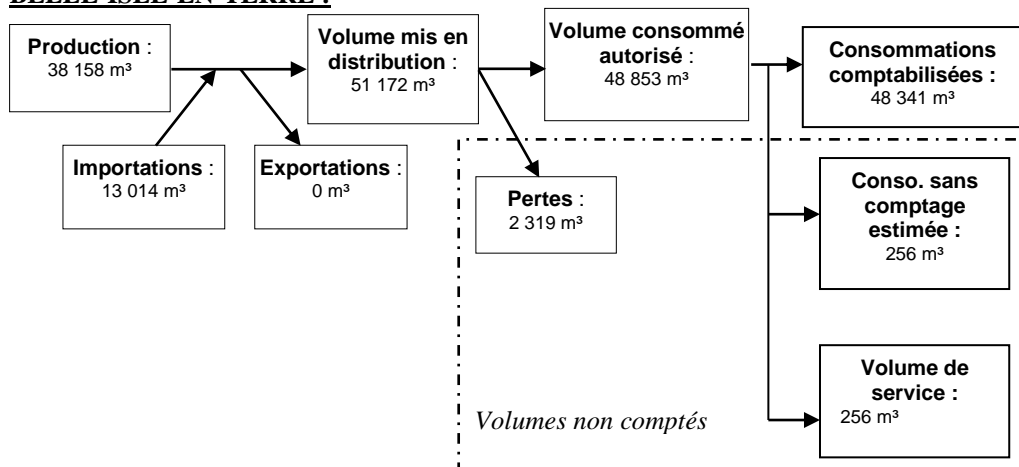 Production :
38 158 m³
Volume mis en
distribution :
51 172 m³
Volume consommé
autorisé :
48 853 m³
Consommations
comptabilisées :
48 341 m³
Importations :
13 014 m³
Exportations :
0 m³
Pertes :
2 319 m³
Conso. sans
comptage
estimée :
256 m³
Volume de
service :
256 m³
Volumes non comptés